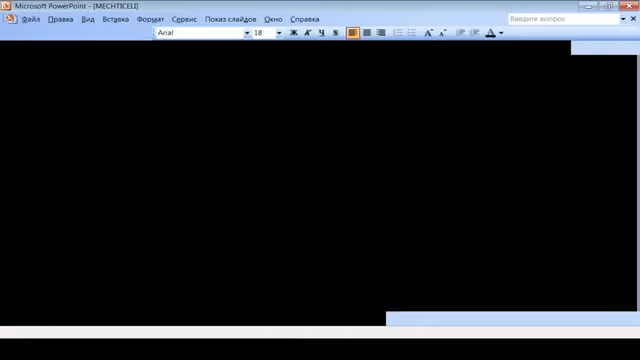 Microsoft PowerPoint - [MECHTICELI]
Файл Правка Вид Вставка Формат Сервис Показ слайдов Окно Справка Введите вопрос
Arial 18 Ж К Ч S A A A